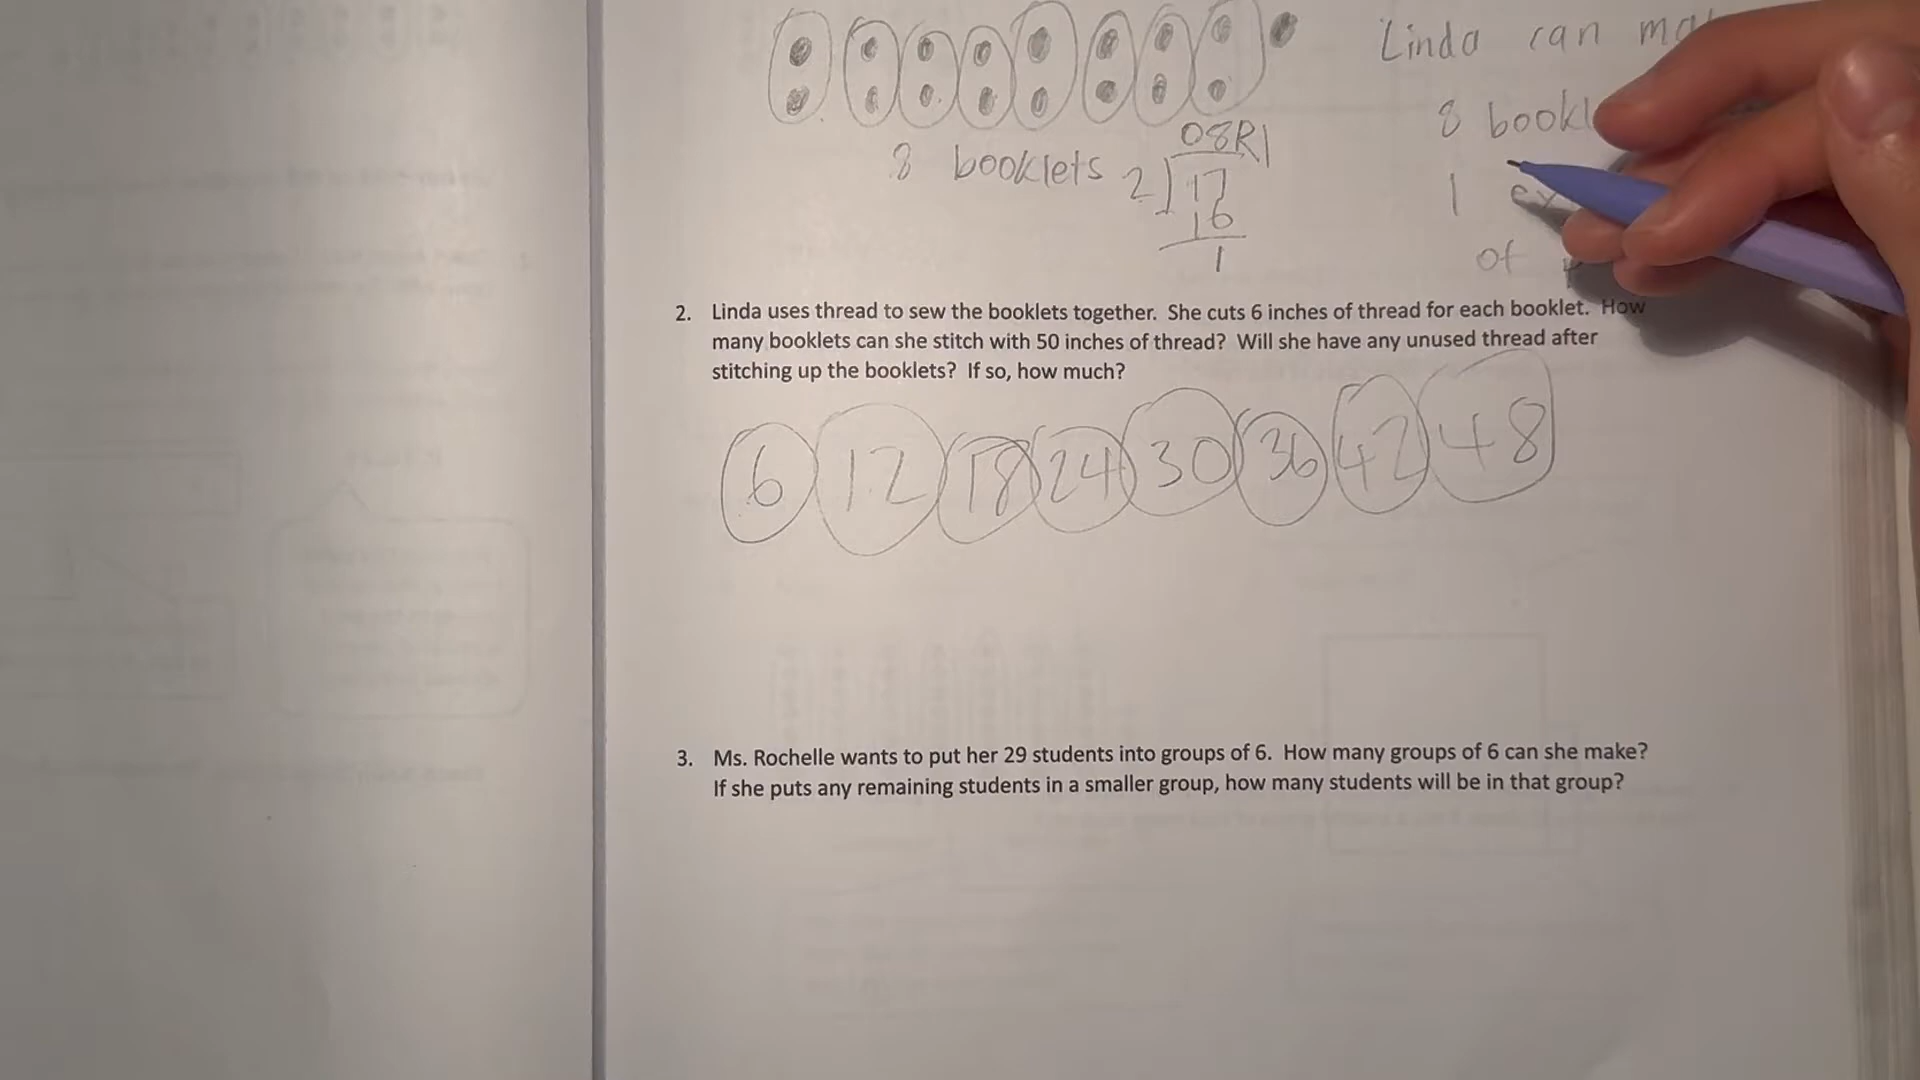 Linda can
8
8 booklets
08R1
2 17
16
1
1
of
2. Linda uses thread to sew the booklets together. She cuts 6 inches of thread for each booklet. How
many booklets can she stitch with 50 inches of thread? Will she have any unused thread after
stitching up the booklets? If so, how much?
6 12 18 24 30 36 42 48
3. Ms. Rochelle wants to put her 29 students into groups of 6. How many groups of 6 can she make?
If she puts any remaining students in a smaller group, how many students will be in that group?